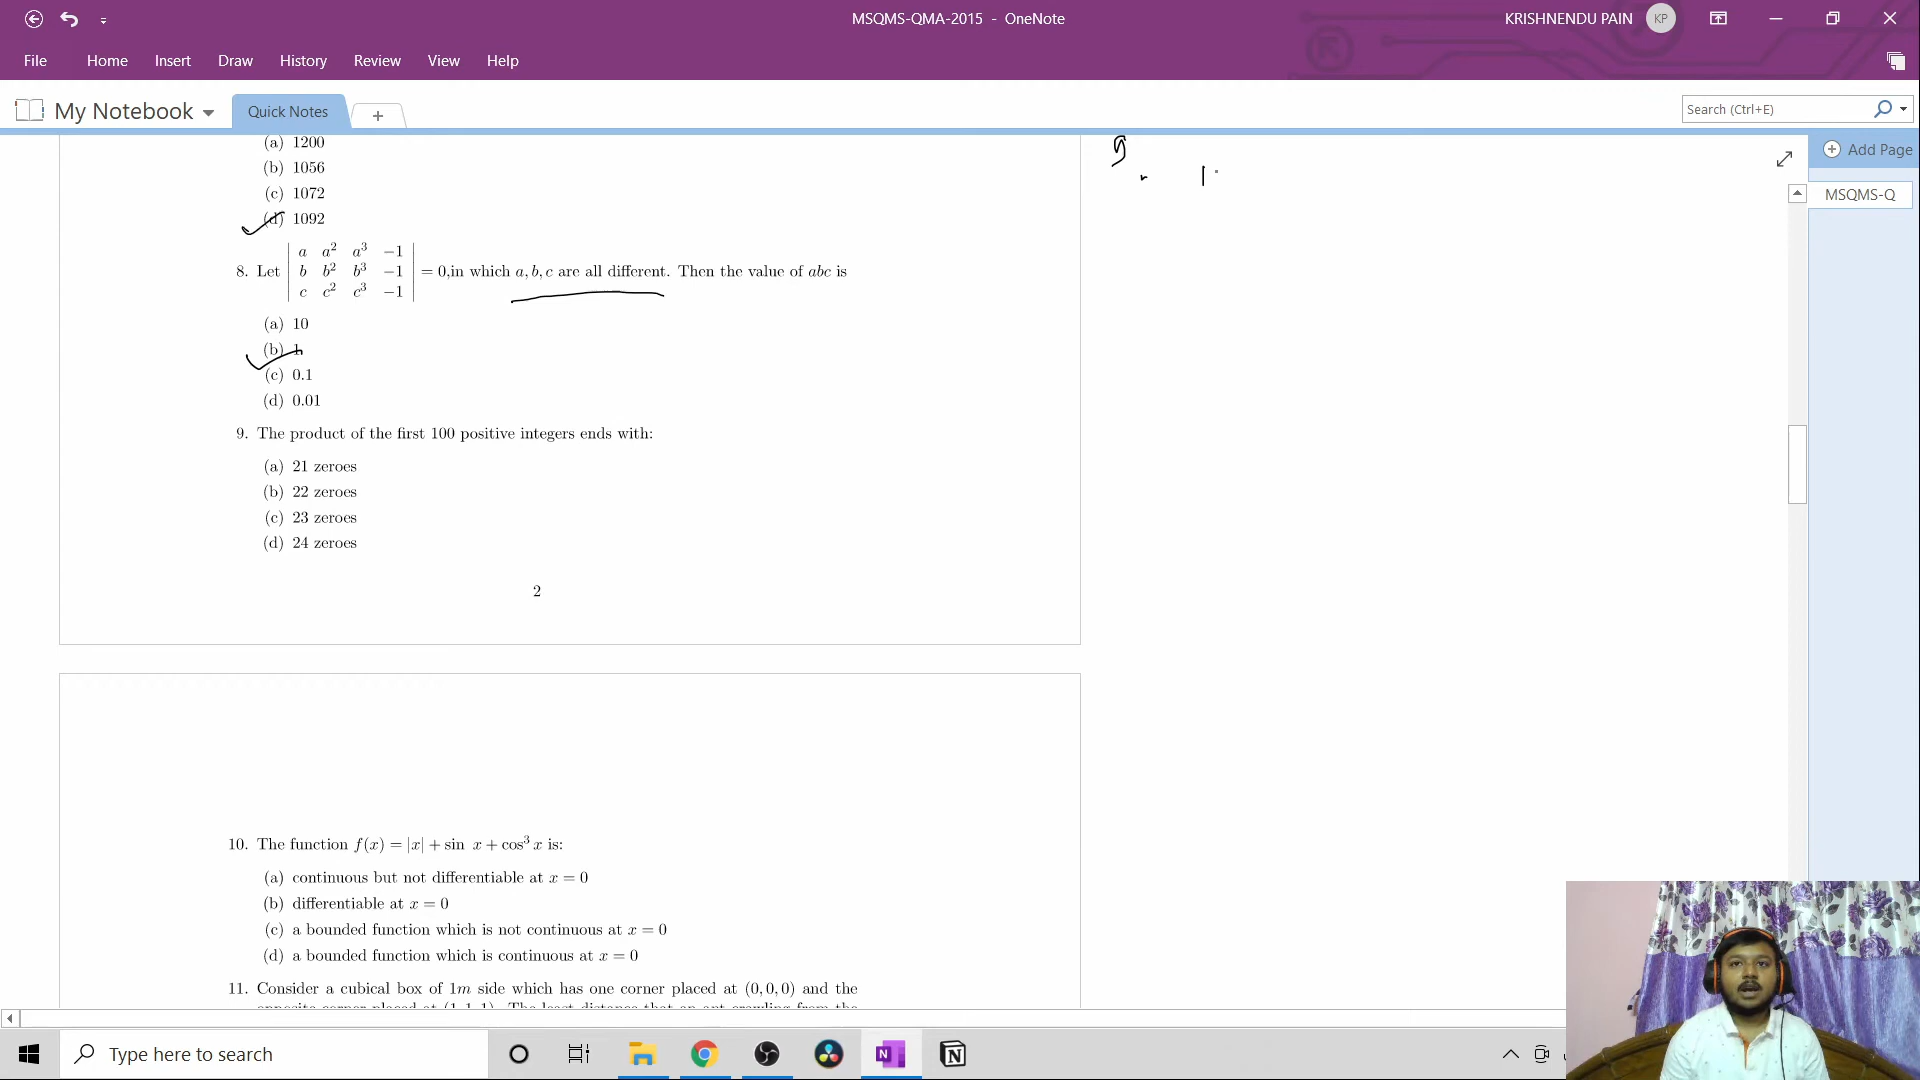 MSQMS-QMA-2015 - OneNote
KRISHNENDU PAIN
KP
File Home Insert Draw History Review View Help
My Notebook
Quick Notes
+
Search (Ctrl+E)
Add Page
MSQMS-Q
(a) 1200
(b) 1056
(c) 1072
(d) 1092
8. Let | a a² a³ −1 | = 0,in which a, b, c are all different. Then the value of abc is
b b² b³ −1
c c² c³ −1
(a) 10
(b) 1
(c) 0.1
(d) 0.01
9. The product of the first 100 positive integers ends with:
(a) 21 zeroes
(b) 22 zeroes
(c) 23 zeroes
(d) 24 zeroes
2
10. The function f(x) = |x| + sin x + cos³ x is:
(a) continuous but not differentiable at x = 0
(b) differentiable at x = 0
(c) a bounded function which is not continuous at x = 0
(d) a bounded function which is continuous at x = 0
11. Consider a cubical box of 1m side which has one corner placed at (0, 0, 0) and the
Type here to search